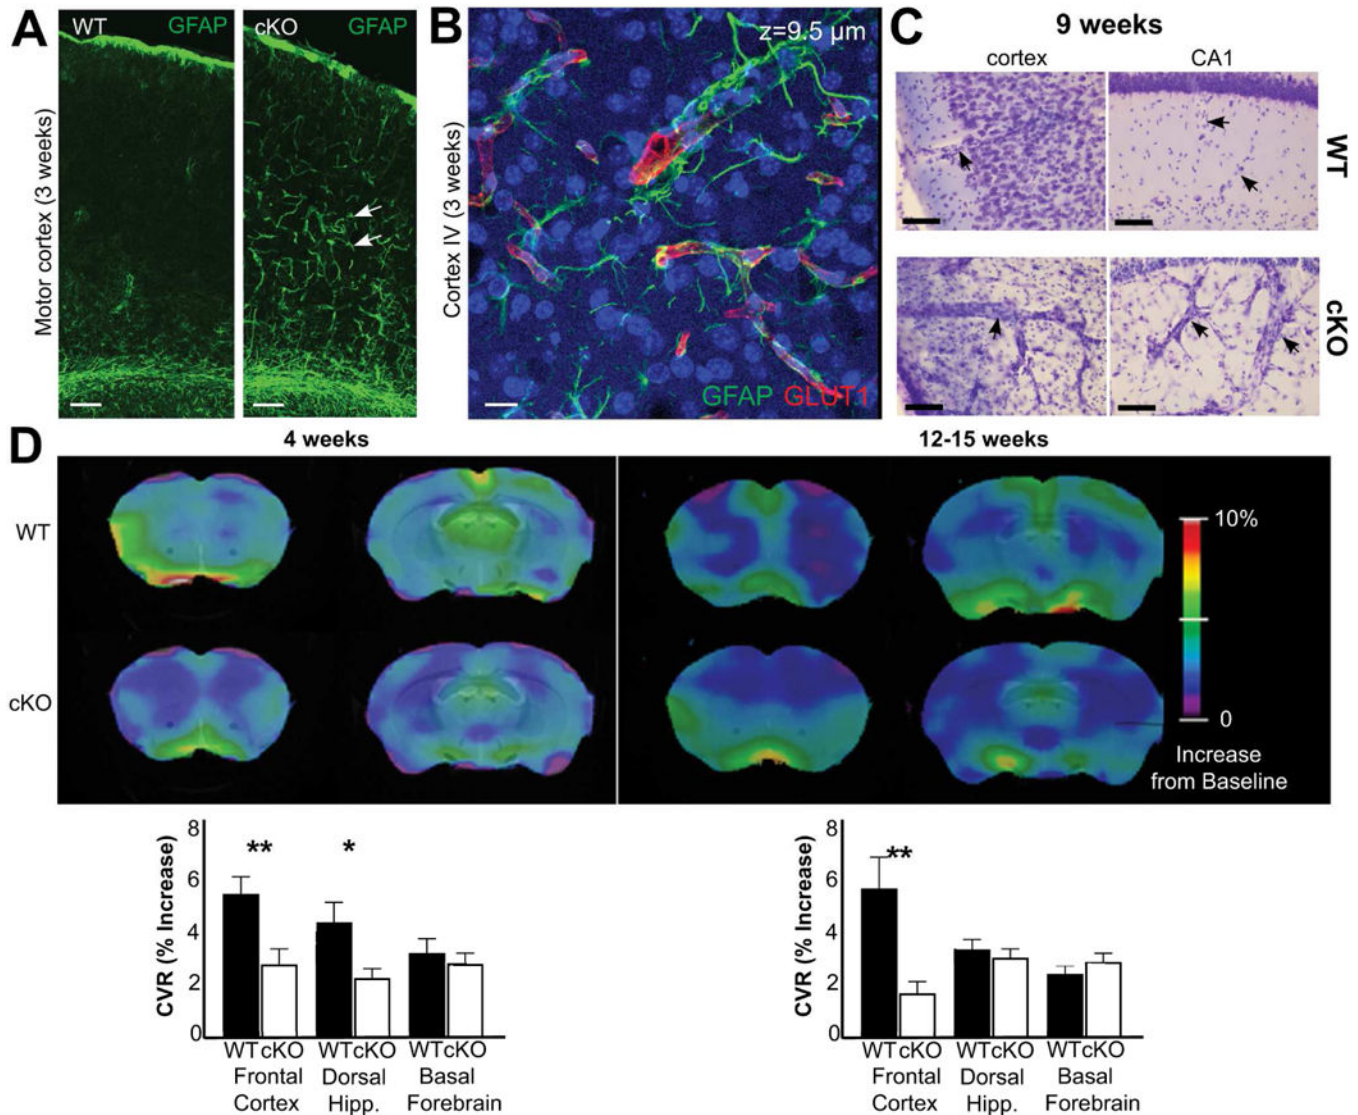 A
WT
GFAP
cKO
GFAP
Motor cortex (3 weeks)
B
z=9.5 µm
Cortex IV (3 weeks)
GFAP GLUT1
C
9 weeks
cortex
CA1
WT
cKO
D
4 weeks
12-15 weeks
WT
cKO
10%
0
Increase
from Baseline
CVR (% Increase)
8
6
4
2
0
**
*
WT cKO
WT cKO
WT cKO
Frontal
Cortex
Dorsal
Hipp.
Basal
Forebrain
CVR (% Increase)
8
6
4
2
0
**
WT cKO
WT cKO
WT cKO
Frontal
Cortex
Dorsal
Hipp.
Basal
Forebrain